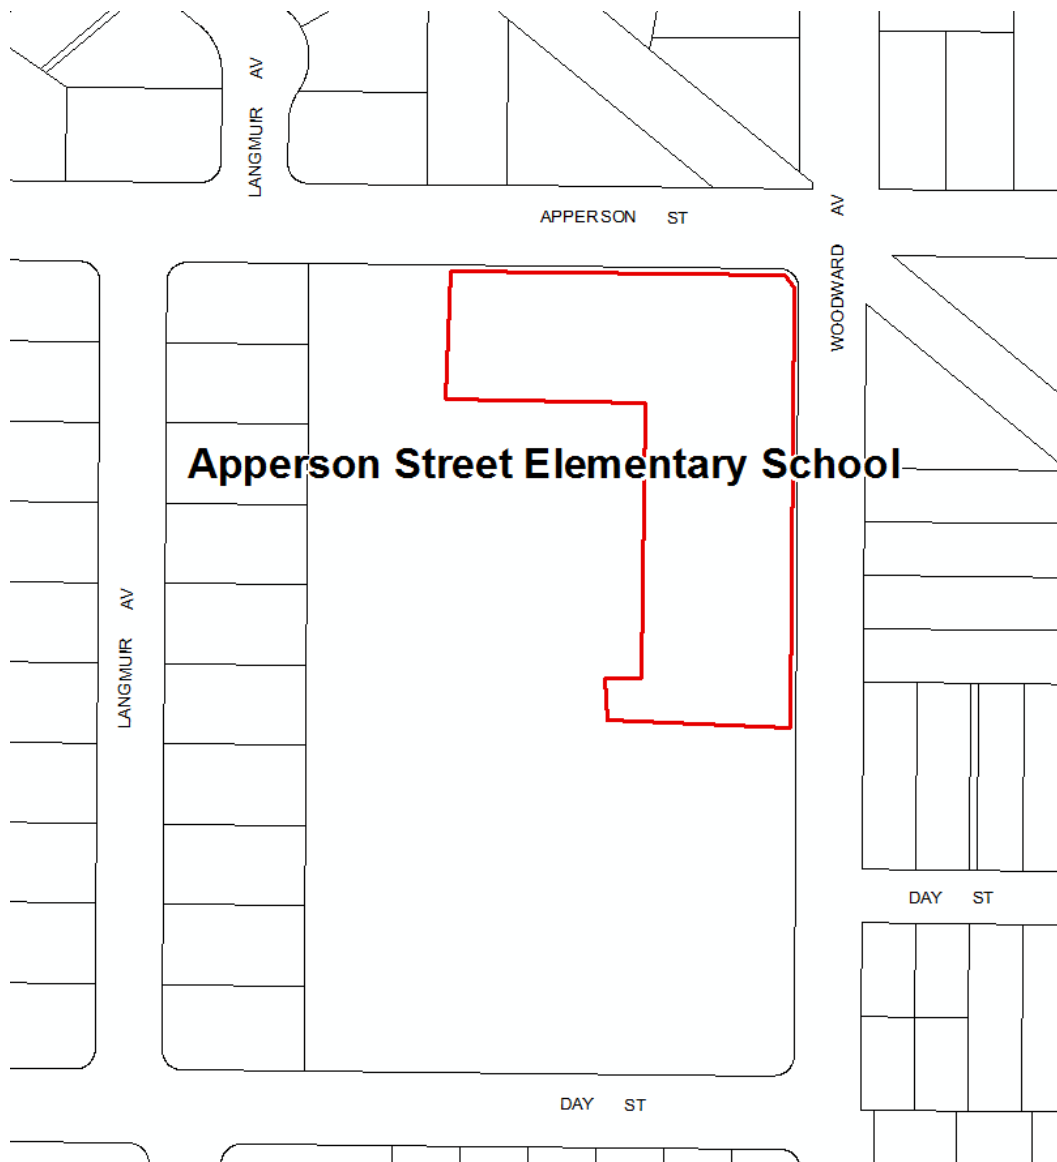 LANGMUIR AV
APPERSON ST
WOODWARD AV
Apperson Street Elementary School
LANGMUIR AV
DAY ST
DAY ST